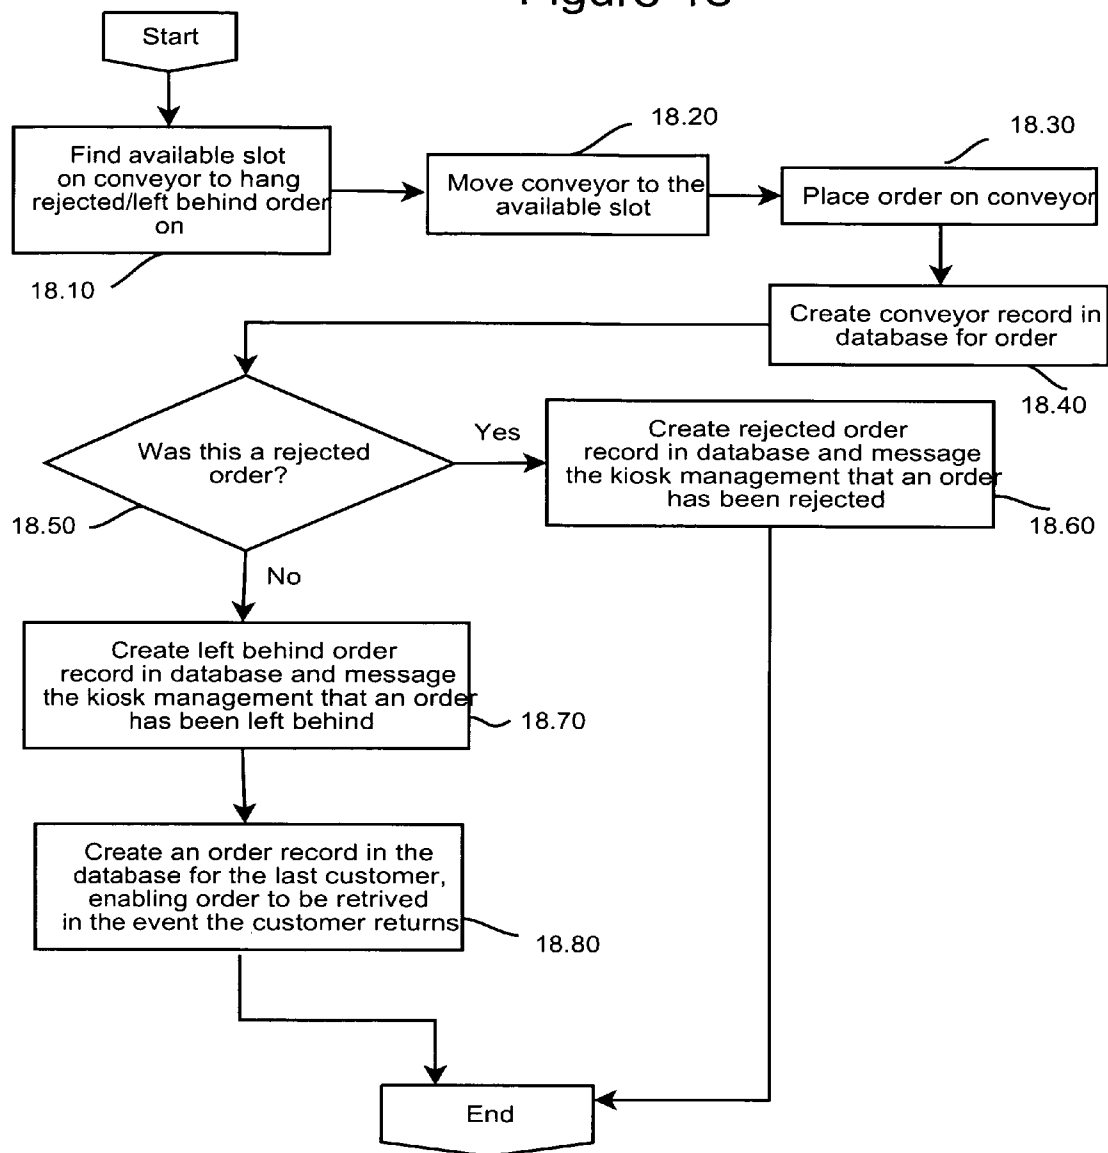 Start
Find available slot
on conveyor to hang
rejected/left behind order
on
18.10
18.20
Move conveyor to the
available slot
18.30
Place order on conveyor
Create conveyor record in
database for order
18.40
Was this a rejected
order?
18.50
Yes
Create rejected order
record in database and message
the kiosk management that an order
has been rejected
18.60
No
Create left behind order
record in database and message
the kiosk management that an order
has been left behind
18.70
Create an order record in the
database for the last customer,
enabling order to be retrived
in the event the customer returns
18.80
End